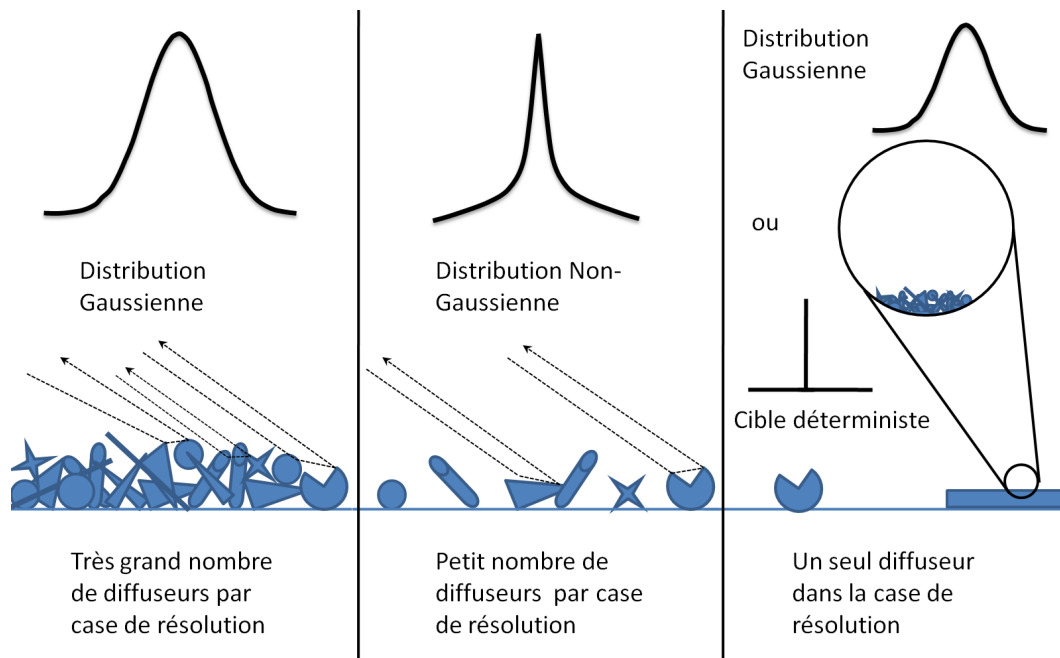 Distribution
Gaussienne
Très grand nombre
de diffuseurs par
case de résolution
Distribution Non-
Gaussienne
Petit nombre de
diffuseurs par case
de résolution
Distribution
Gaussienne
ou
Cible déterministe
Un seul diffuseur
dans la case de
résolution